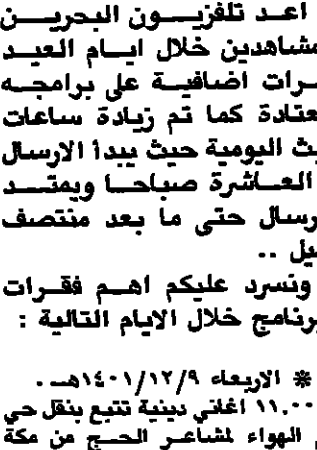 اعد تلفزيون البحرين
مشاهدين خلال ايام العيد
رات اضافية على برامجه
عتادة كما تم زيادة ساعات
يث اليومية حيث يبدأ الارسال
العاشرة صباحا ويمتد
رسال حتى ما بعد منتصف
يل ..
ونسرد عليكم اهم فقرات
برنامج خلال الايام التالية :
* الاربعاء ١٤٠١/١٢/٩هـ .
١١,٠٠ اغاني دينية تتبع بنقل حي
الهواء لمشاعر الحج من مكة